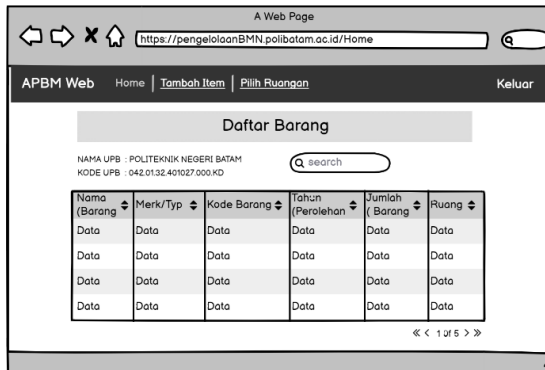 A Web Page
https://pengelolaanBMN.polibatam.ac.id/Home
APBM Web Home | Tambah Item | Pilih Ruangan Keluar
Daftar Barang
NAMA UPB : POLITEKNIK NEGERI BATAM
KODE UPB : 042.01.32.401027.000.KD
search
Nama (Barang Merk/Typ Kode Barang Tahun (Perolehan Jumlah ( Barang Ruang
Data Data Data Data Data Data
Data Data Data Data Data Data
Data Data Data Data Data Data
Data Data Data Data Data Data
« < 1 of 5 > »